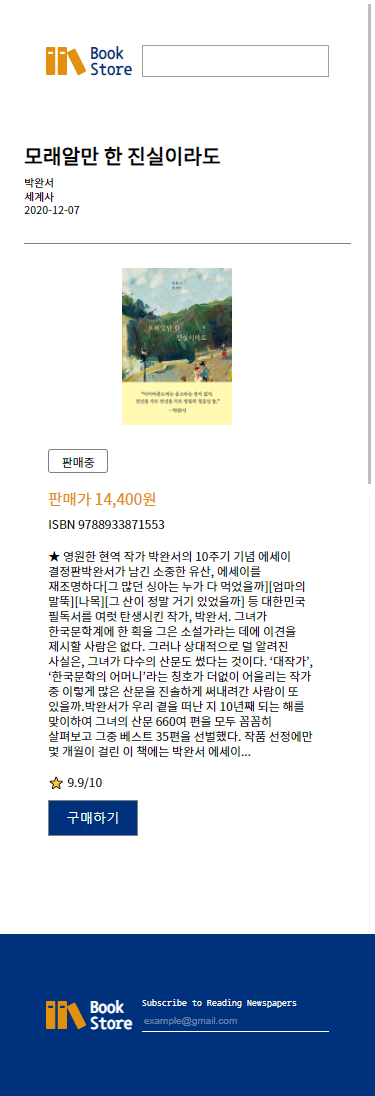 Book
Store
모래알만 한 진실이라도
박완서
세계사
2020-12-07
모래알만 한
진실이라도
- 박완서
판매중
판매가 14,400원
ISBN 9788933871553
★ 영원한 현역 작가 박완서의 10주기 기념 에세이
결정판박완서가 남긴 소중한 유산, 에세이를
재조명하다[그 많던 싱아는 누가 다 먹었을까][엄마의
말뚝][나목][그 산이 정말 거기 있었을까] 등 대한민국
필독서를 여럿 탄생시킨 작가, 박완서. 그녀가
한국문학계에 한 획을 그은 소설가라는 데에 이견을
제시할 사람은 없다. 그러나 상대적으로 덜 알려진
사실은, 그녀가 다수의 산문도 썼다는 것이다. ‘대작가’,
‘한국문학의 어머니’라는 칭호가 더없이 어울리는 작가
중 이렇게 많은 산문을 진솔하게 써내려간 사람이 또
있을까.박완서가 우리 곁을 떠난 지 10년째 되는 해를
맞이하여 그녀의 산문 660여 편을 모두 꼼꼼히
살펴보고 그중 베스트 35편을 선별했다. 작품 선정에만
몇 개월이 걸린 이 책에는 박완서 에세이...
9.9/10
구매하기
Book
Store
Subscribe to Reading Newspapers
example@gmail.com